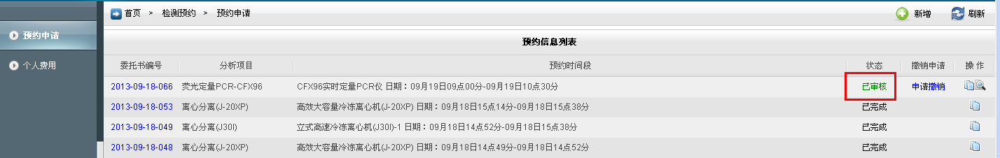 首页 > 检测预约 > 预约申请 新增 刷新
预约申请
个人费用
预约信息列表
委托书编号 分析项目 预约时间段 状态 撤销申请 操 作
2013-09-18-066 荧光定量PCR-CFX96 CFX96实时定量PCR仪 日期：09月19日09点00分-09月19日10点30分 已审核 申请撤销
2013-09-18-053 离心分离(J-20XP) 高效大容量冷冻离心机(J-20XP) 日期：09月18日15点14分-09月18日15点38分 已完成
2013-09-18-049 离心分离(J30I) 立式高速冷冻离心机(J30I)-1 日期：09月18日14点52分-09月18日15点38分 已完成
2013-09-18-048 离心分离(J-20XP) 高效大容量冷冻离心机(J-20XP) 日期：09月18日14点49分-09月18日14点52分 已完成